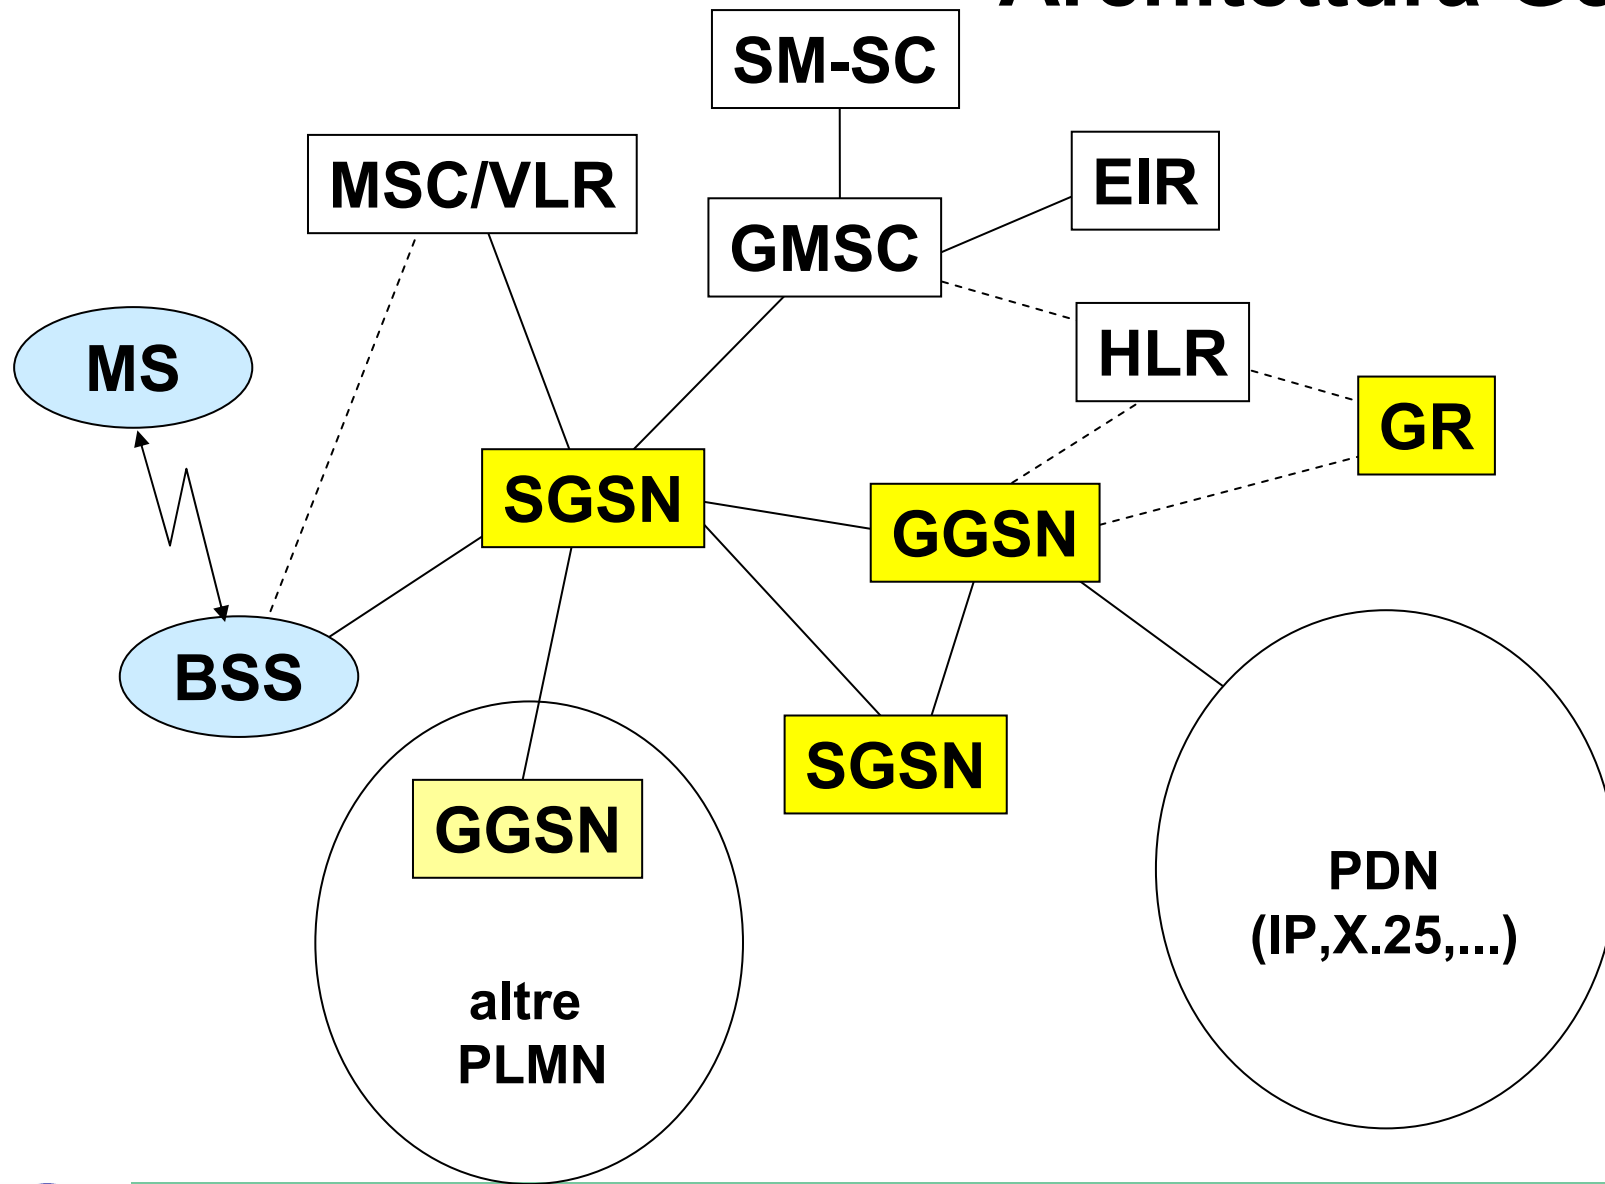 Architettura
SM-SC
MSC/VLR
EIR
GMSC
HLR
MS
GR
SGSN
GGSN
BSS
SGSN
GGSN
PDN
(IP,X.25,...)
altre
PLMN